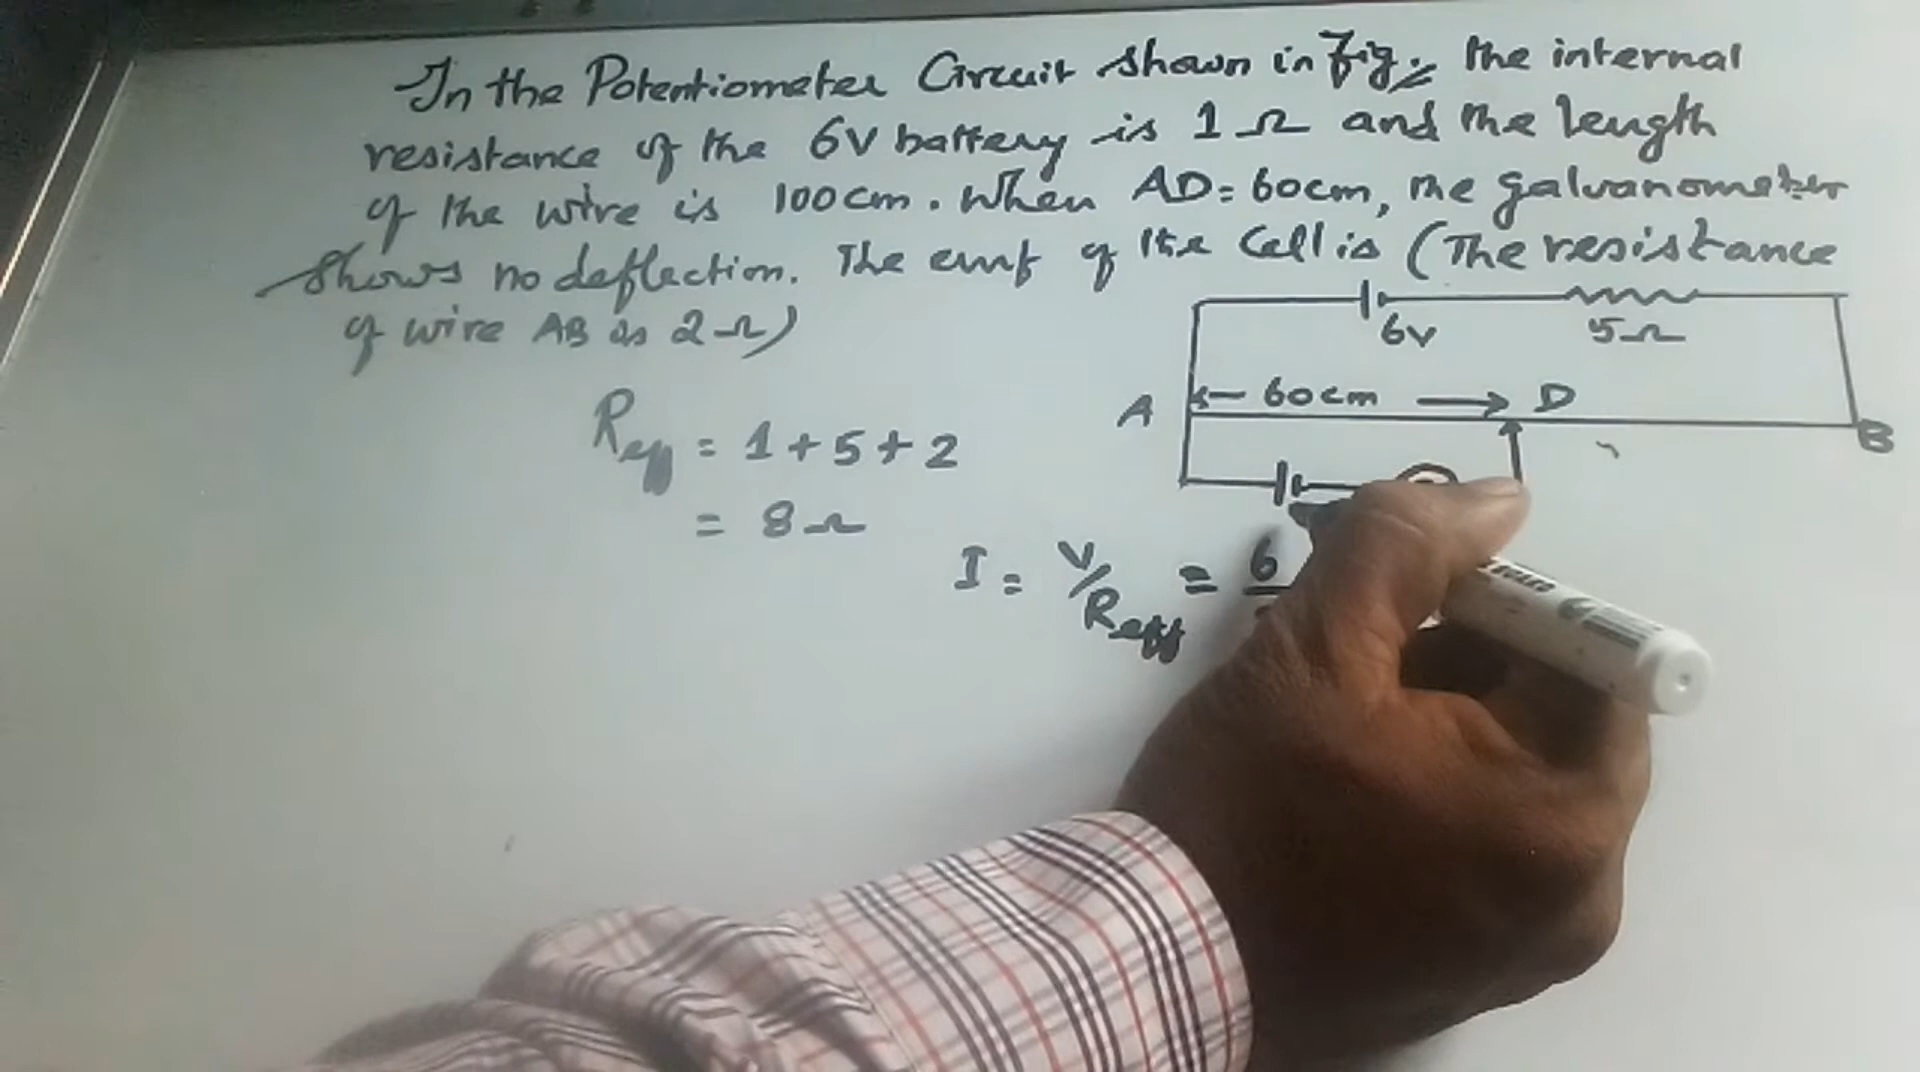 In the Potentiometer Circuit shown in Fig:, the internal
resistance of the 6V battery is 1Ω and the length
of the wire is 100cm. When AD=60cm, the galvanometer
shows no deflection. The emf of the Cell is (The resistance
of wire AB is 2Ω)
6V
5Ω
60cm
D
A
B
Reff = 1+5+2
= 8Ω
I = V/Reff = 6